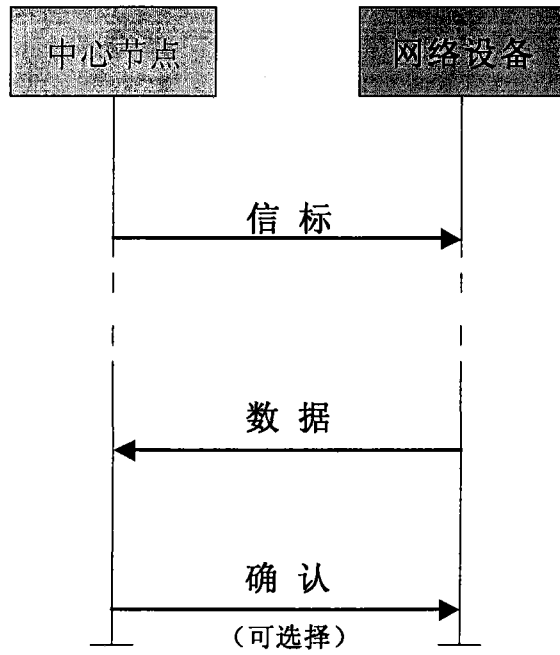 中心节点
网络设备
信 标
数 据
确 认
（可选择）